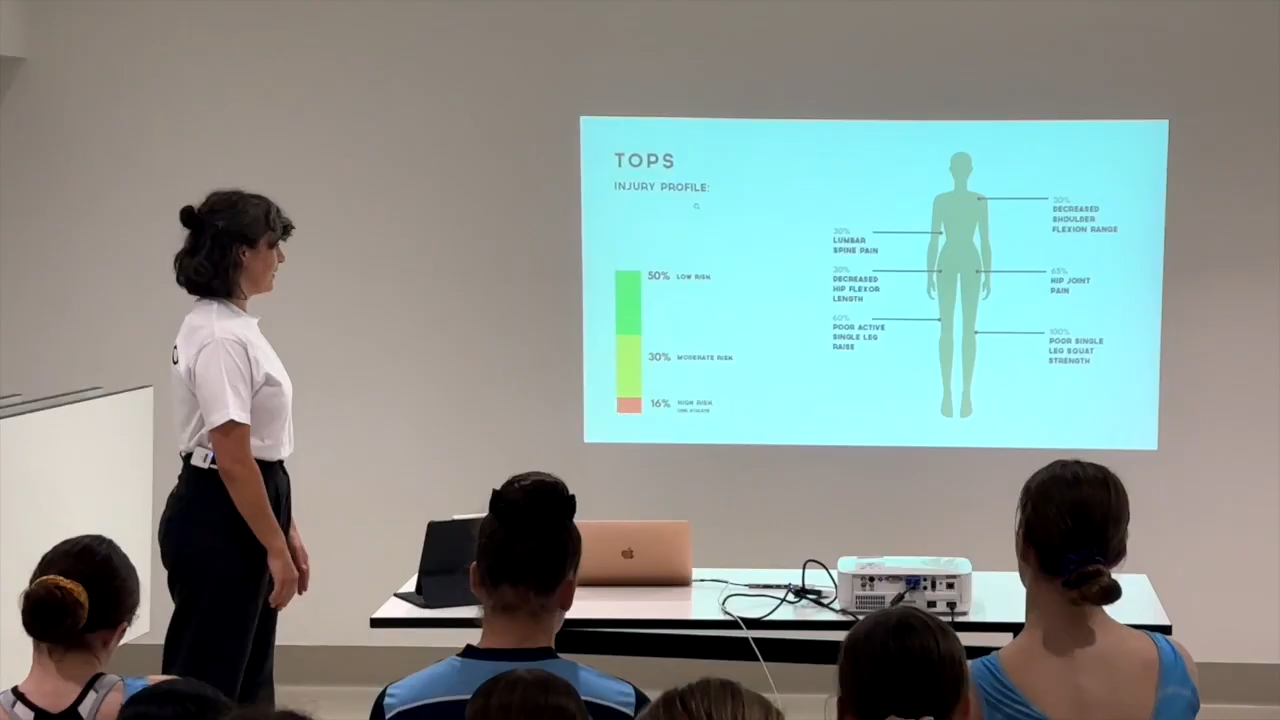 TOPS
INJURY PROFILE:
50% LOW RISK
30% MODERATE RISK
16% HIGH RISK
ONE ATHLETE
30%
LUMBAR
SPINE PAIN
30%
DECREASED
HIP FLEXOR
LENGTH
60%
POOR ACTIVE
SINGLE LEG
RAISE
30%
DECREASED
SHOULDER
FLEXION RANGE
65%
HIP JOINT
PAIN
100%
POOR SINGLE
LEG SQUAT
STRENGTH